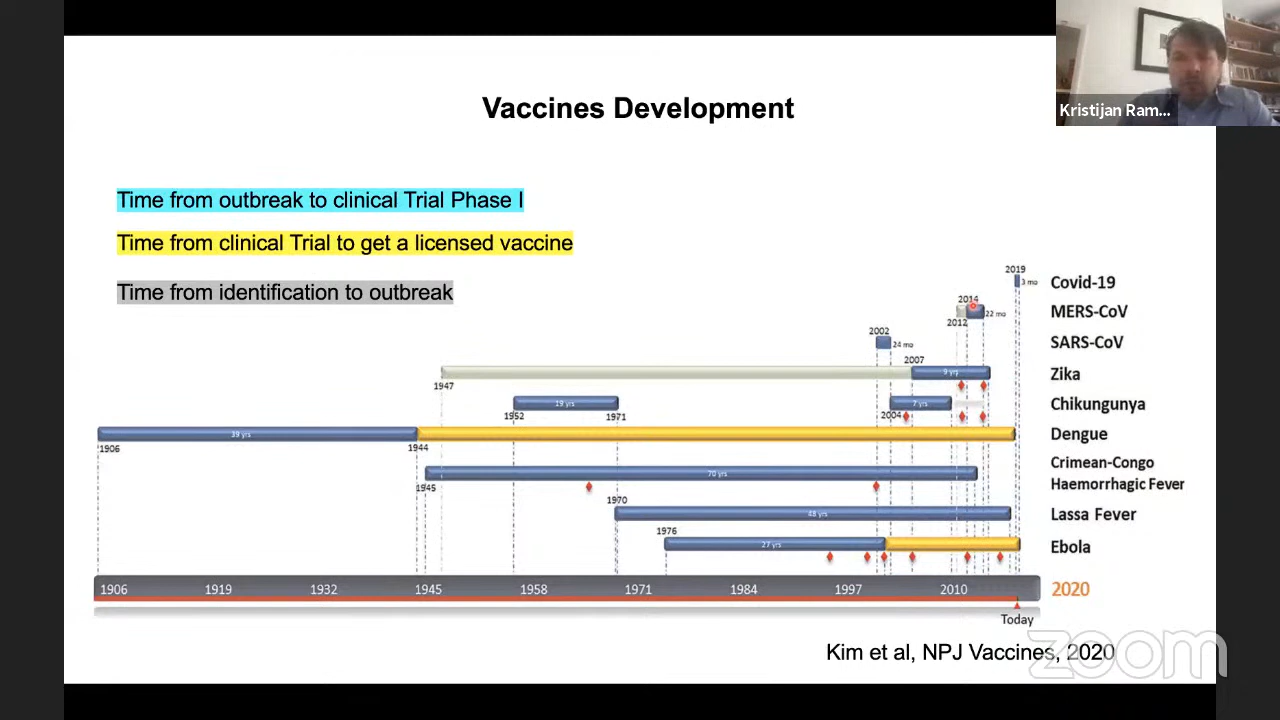 Kristijan Ram...
Vaccines Development
Time from outbreak to clinical Trial Phase I
Time from clinical Trial to get a licensed vaccine
Time from identification to outbreak
2019
3 mo
Covid-19
2014
2012
22 mo
MERS-CoV
2002
24 mo
SARS-CoV
1947
2007
9 yrs
Zika
1952
19 yrs
1971
2004
7 yrs
Chikungunya
1906
39 yrs
1944
Dengue
1945
70 yrs
Crimean-Congo
Haemorrhagic Fever
1970
48 yrs
Lassa Fever
1976
27 yrs
Ebola
1906 1919 1932 1945 1958 1971 1984 1997 2010 2020
Today
Kim et al, NPJ Vaccines, 2020
zoom